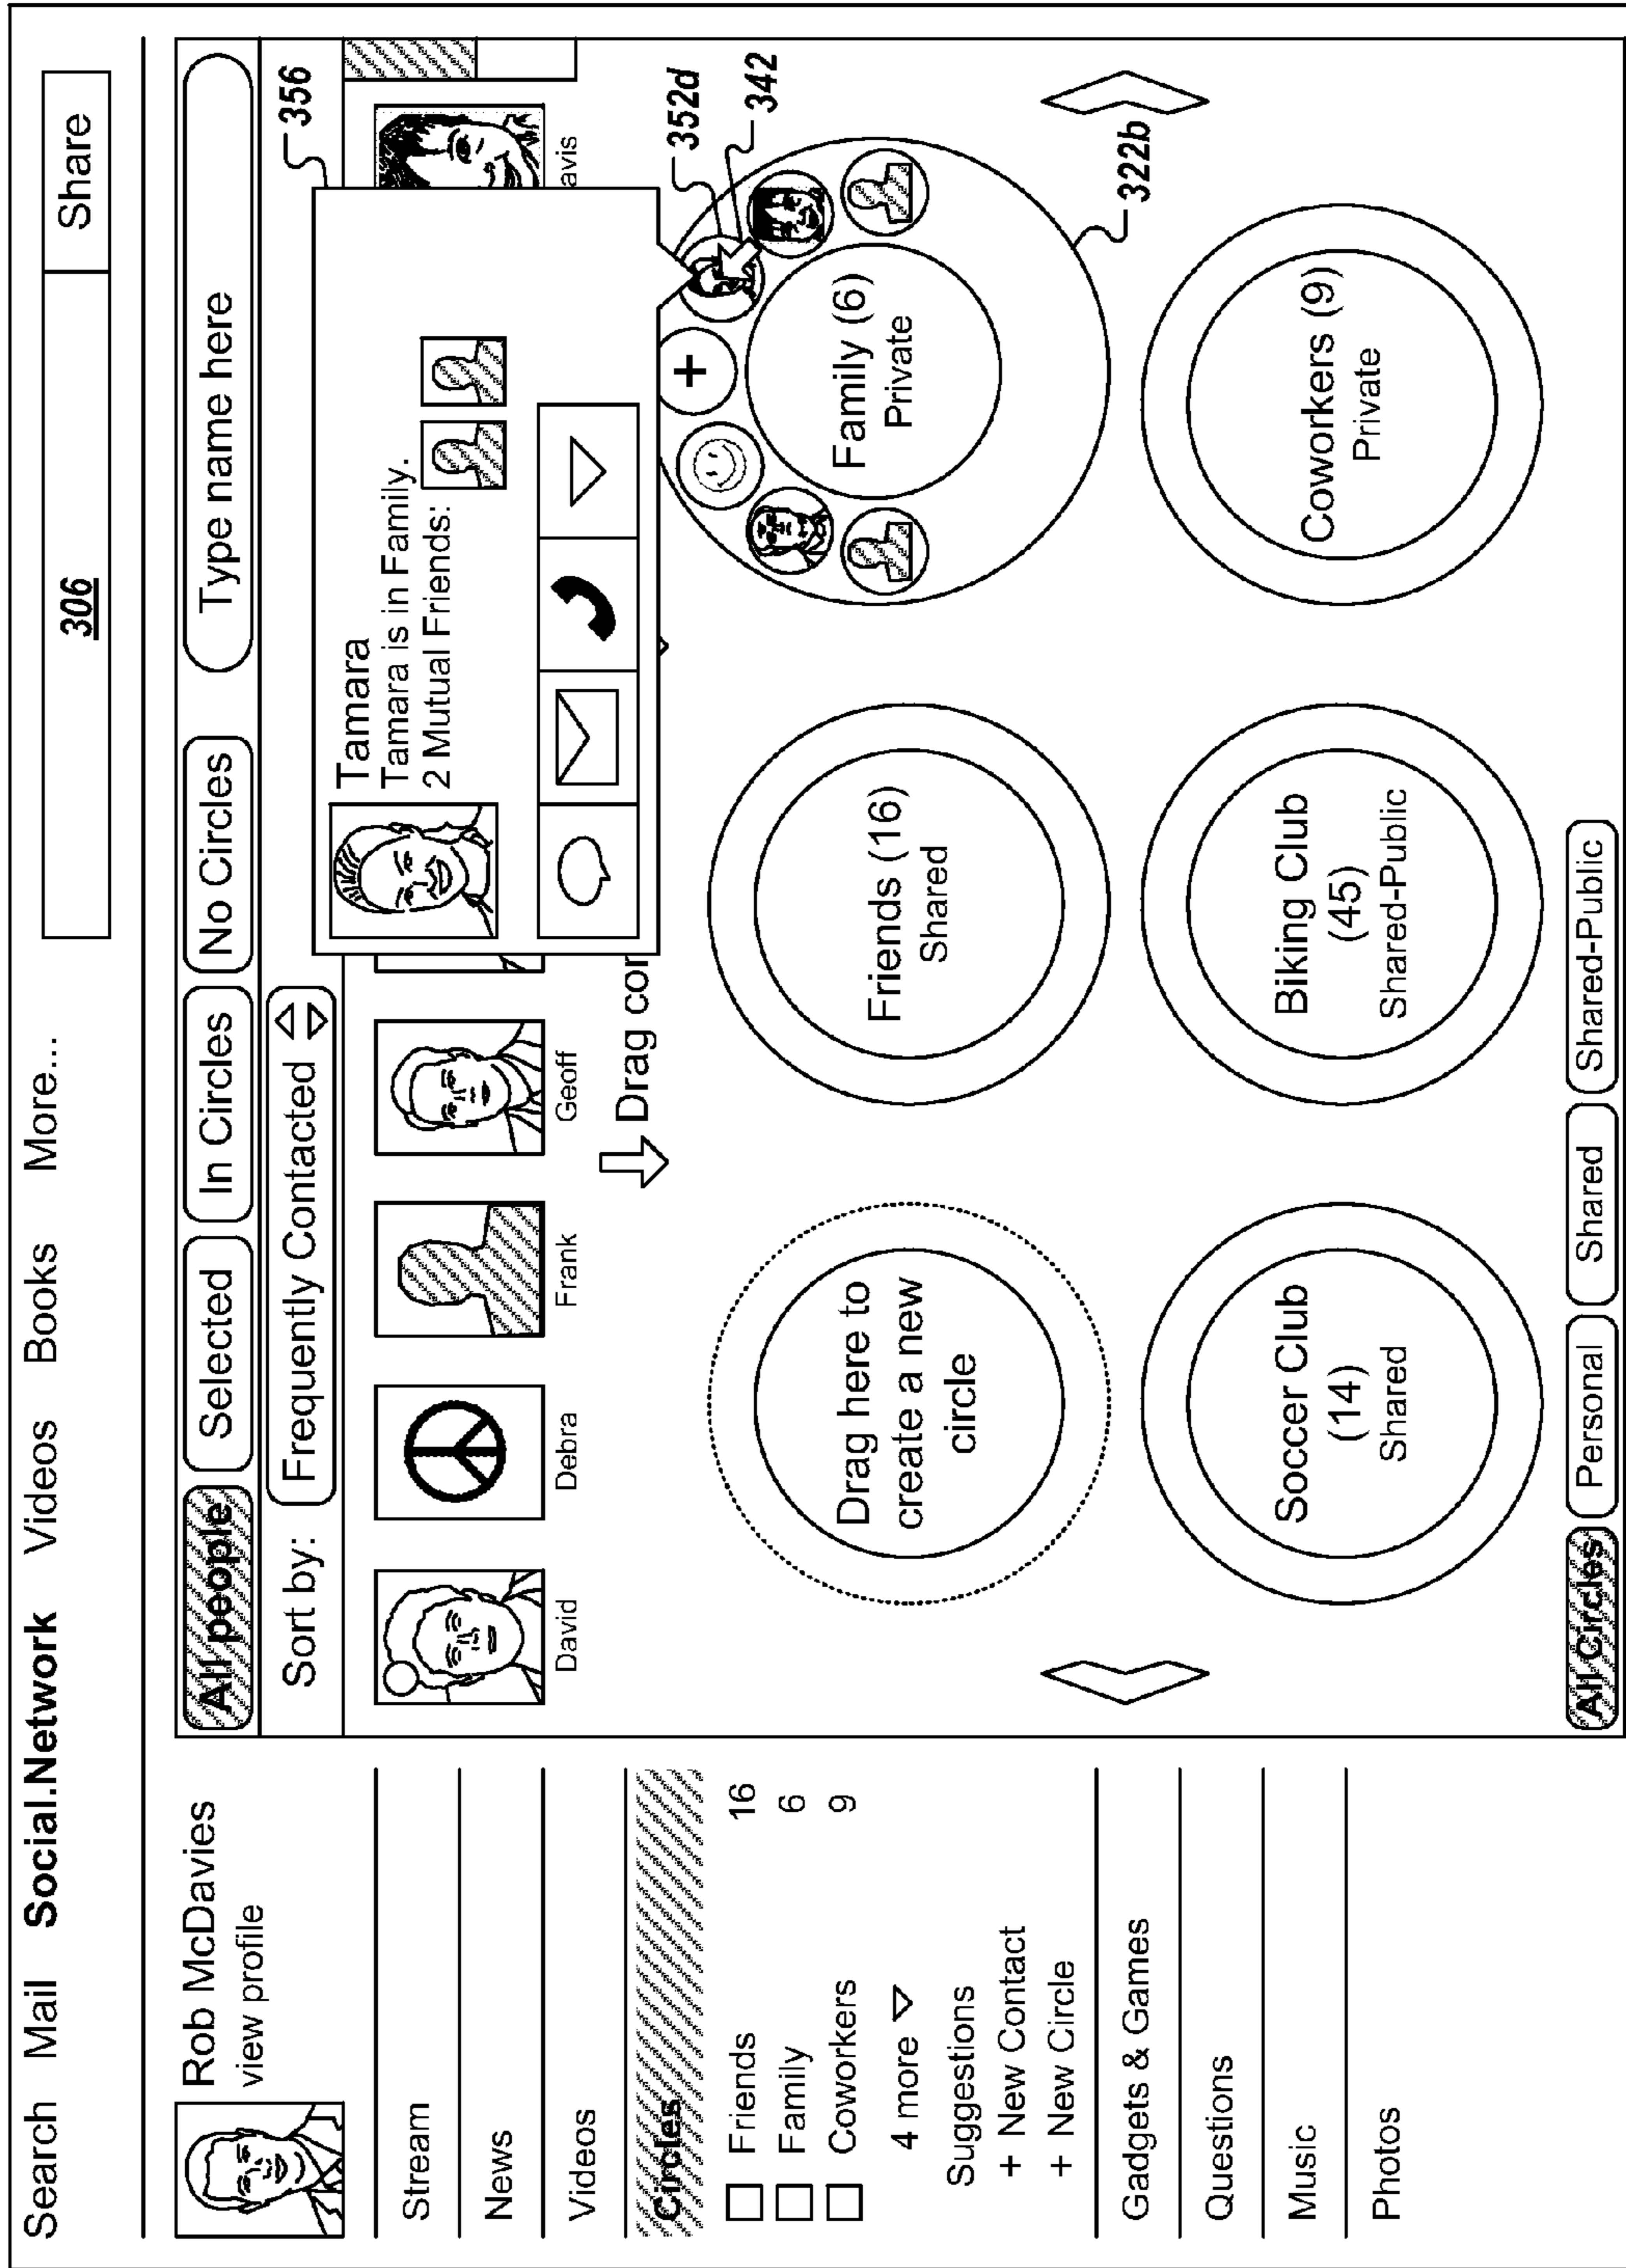 Search Mail Social.Network Videos Books More...
306
Share
Rob McDavies
view profile
Stream
News
Videos
Circles
Friends 16
Family 6
Coworkers 9
4 more
Suggestions
+ New Contact
+ New Circle
Gadgets & Games
Questions
Music
Photos
All people Selected In Circles No Circles Type name here
Sort by: Frequently Contacted
356
David Debra Frank Geoff avis
Tamara
Tamara is in Family.
2 Mutual Friends:
Drag cor
352d
342
+
Drag here to
create a new
circle
Friends (16)
Shared
Family (6)
Private
322b
Soccer Club
(14)
Shared
Biking Club
(45)
Shared-Public
Coworkers (9)
Private
All Circles Personal Shared Shared-Public